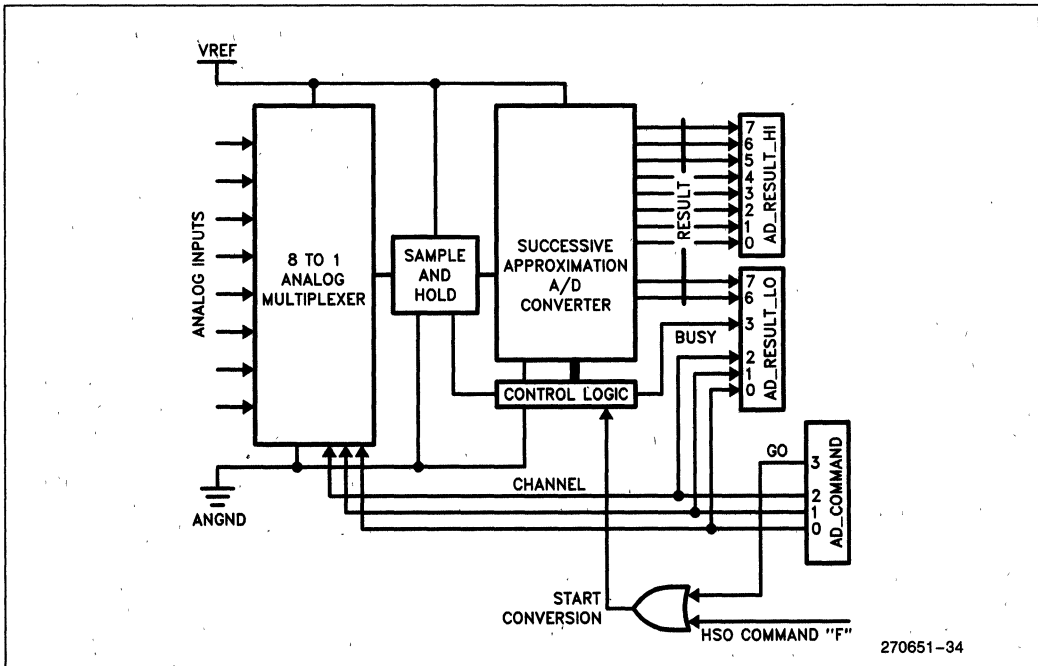 VREF
ANALOG INPUTS
8 TO 1
ANALOG
MULTIPLEXER
SAMPLE
AND
HOLD
SUCCESSIVE
APPROXIMATION
A/D
CONVERTER
CONTROL LOGIC
RESULT
7
6
5
4
3
2
1
0
AD_RESULT_HI
7
6
3
2
1
0
AD_RESULT_LO
BUSY
GO
3
2
1
0
AD_COMMAND
CHANNEL
ANGND
START
CONVERSION
HSO COMMAND "F"
270651-34